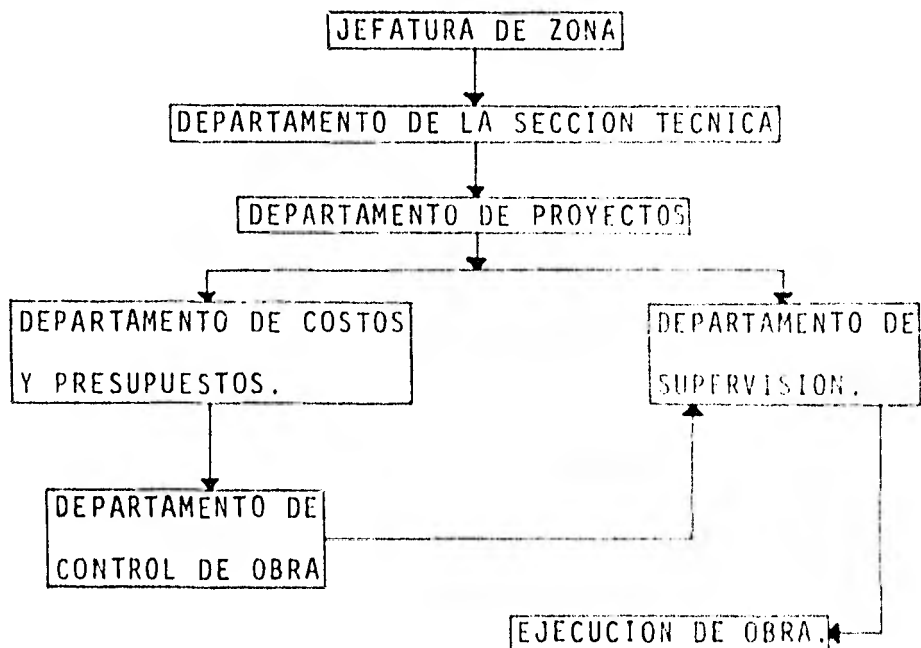 JEFATURA DE ZONA
DEPARTAMENTO DE LA SECCION TECNICA
DEPARTAMENTO DE PROYECTOS
DEPARTAMENTO DE COSTOS
Y PRESUPUESTOS.
DEPARTAMENTO DE
SUPERVISION.
DEPARTAMENTO DE
CONTROL DE OBRA
EJECUCION DE OBRA.